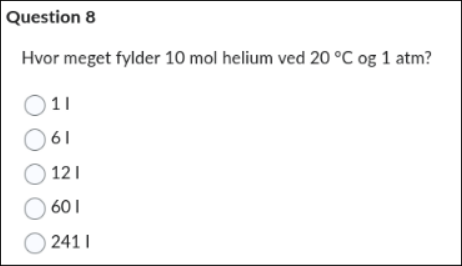 Question 8
Hvor meget fylder 10 mol helium ved 20 °C og 1 atm?
1 l
6 l
12 l
60 l
241 l